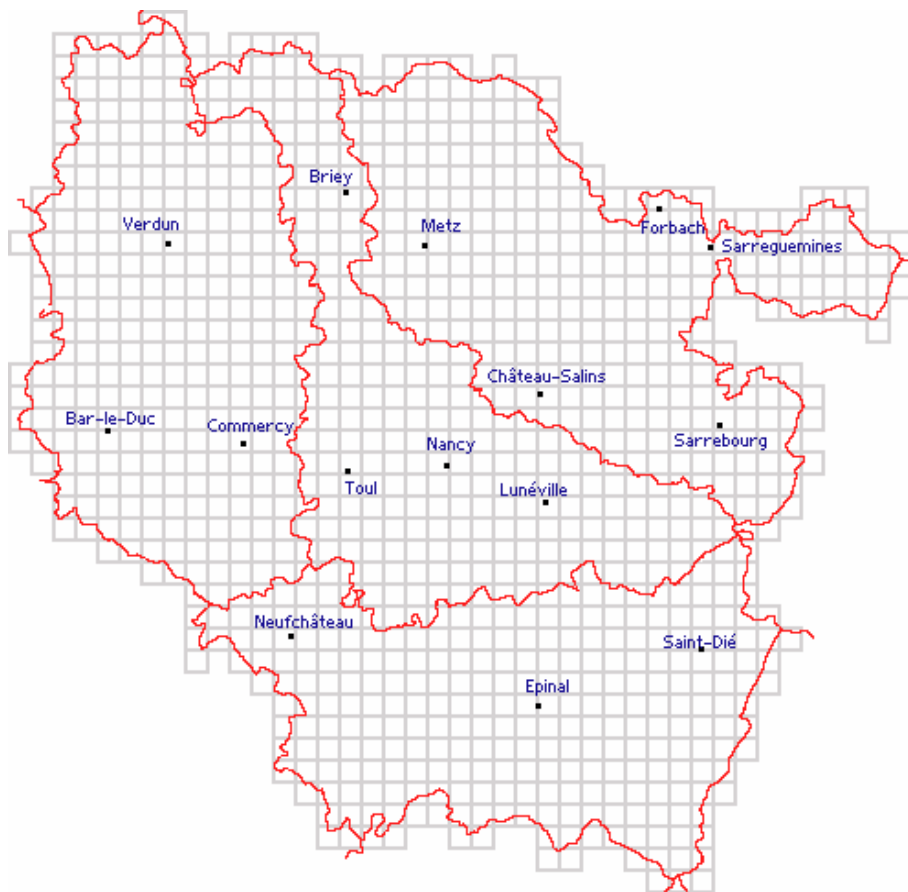 Briey
Verdun
Metz
Forbach
Sarreguemines
Château-Salins
Bar-le-Duc
Commercy
Nancy
Sarrebourg
Toul
Lunéville
Neufchâteau
Saint-Dié
Epinal